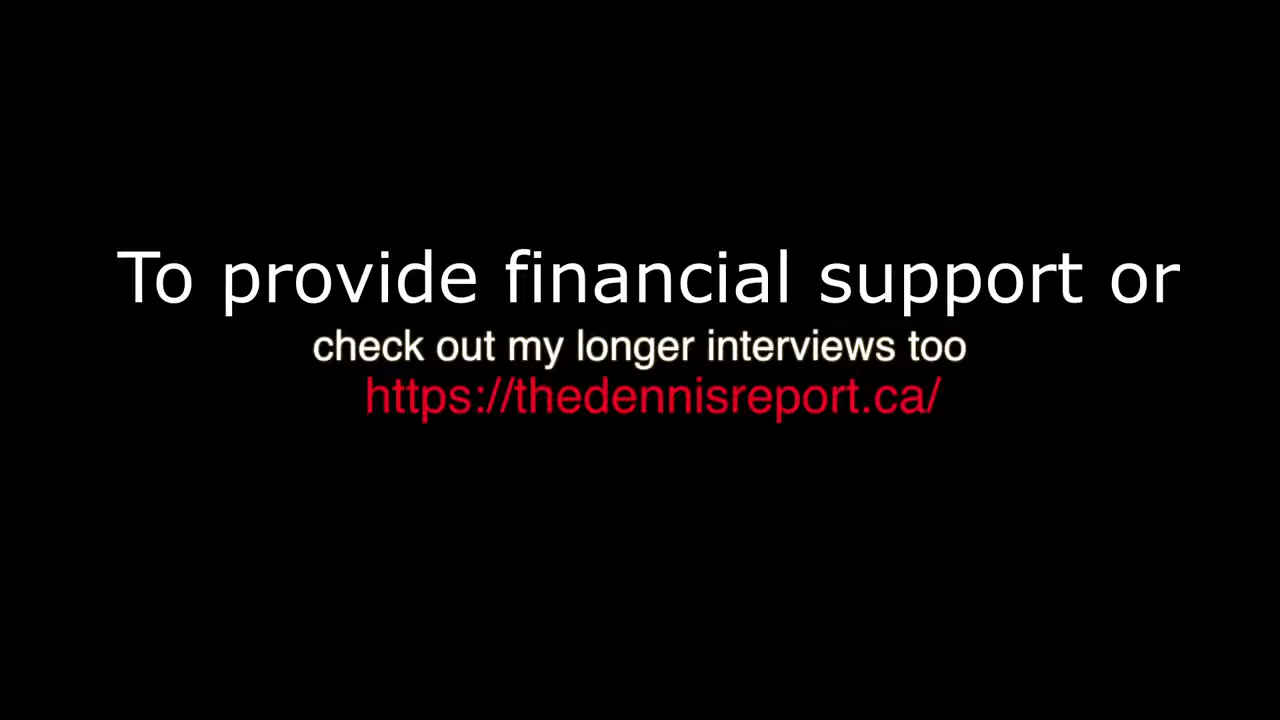 To provide financial support or
check out my longer interviews too
https://thedennisreport.ca/